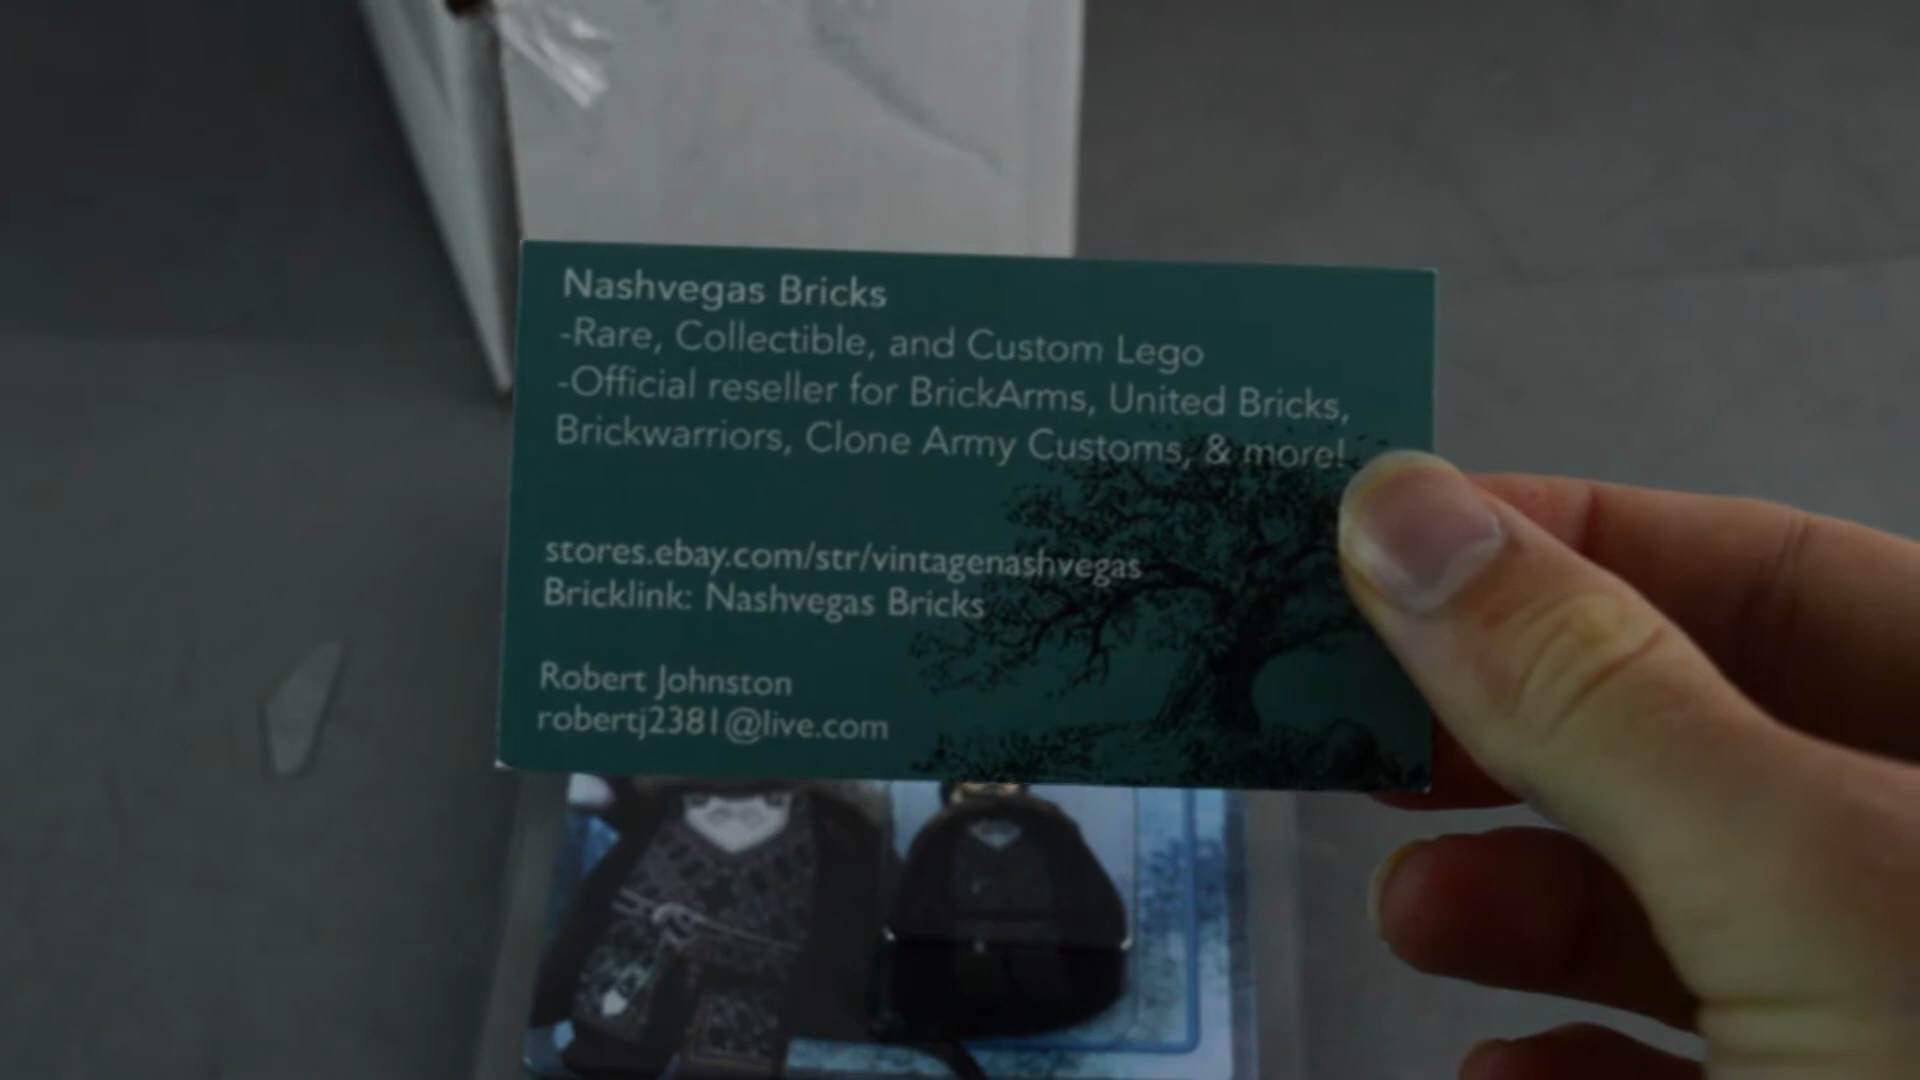 Nashvegas Bricks
-Rare, Collectible, and Custom Lego
-Official reseller for BrickArms, United Bricks,
Brickwarriors, Clone Army Customs, & more!
stores.ebay.com/str/vintagenashvegas
Bricklink: Nashvegas Bricks
Robert Johnston
robertj2381@live.com